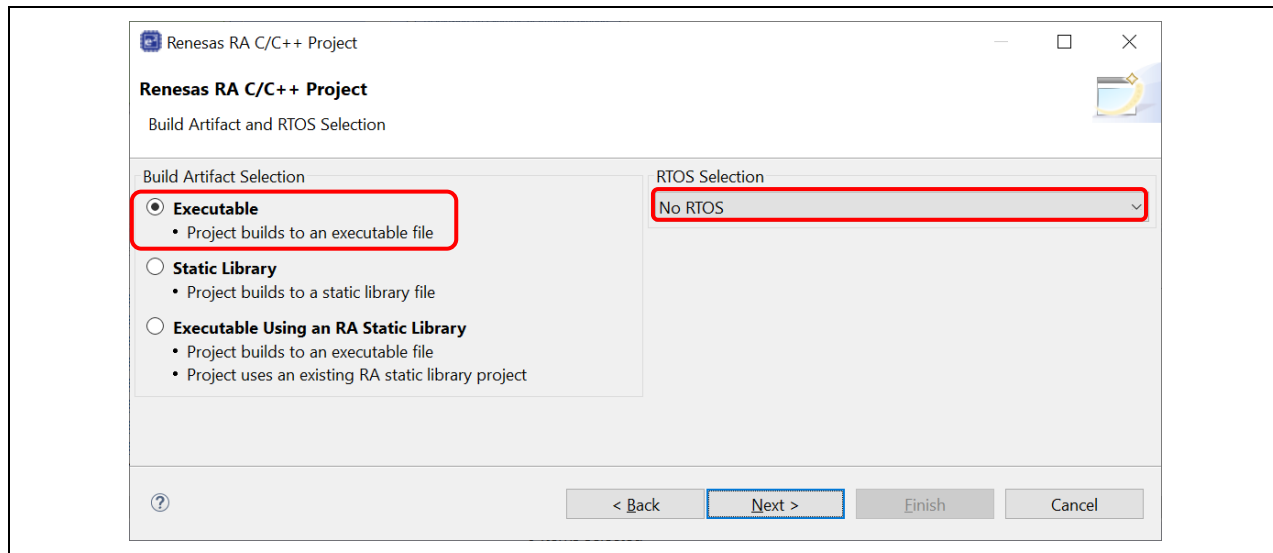 Renesas RA C/C++ Project
Renesas RA C/C++ Project
Build Artifact and RTOS Selection
Build Artifact Selection
Executable
• Project builds to an executable file
Static Library
• Project builds to a static library file
Executable Using an RA Static Library
• Project builds to an executable file
• Project uses an existing RA static library project
RTOS Selection
No RTOS
< Back
Next >
Finish
Cancel